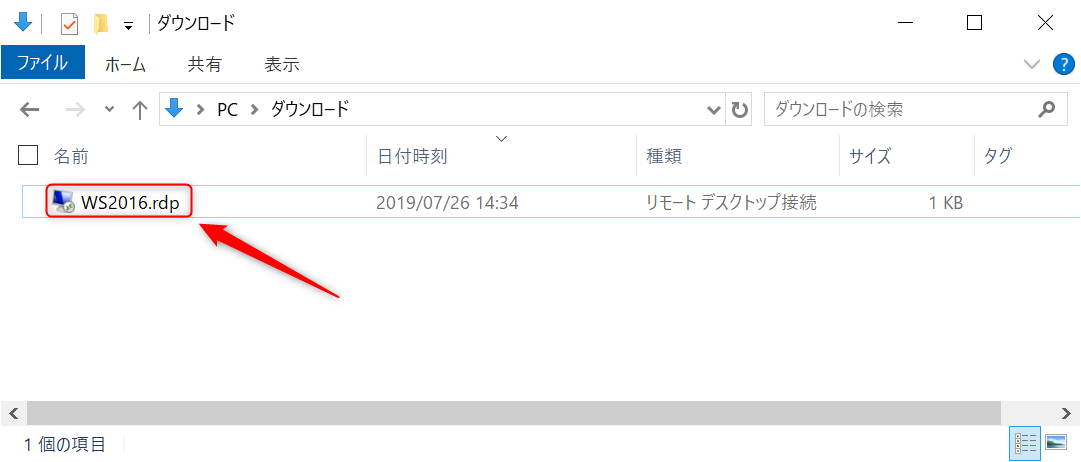 ダウンロード
ファイル ホーム 共有 表示 ?
PC ダウンロード ダウンロードの検索
名前 日付時刻 種類 サイズ タグ
WS2016.rdp 2019/07/26 14:34 リモート デスクトップ接続 1 KB
1 個の項目